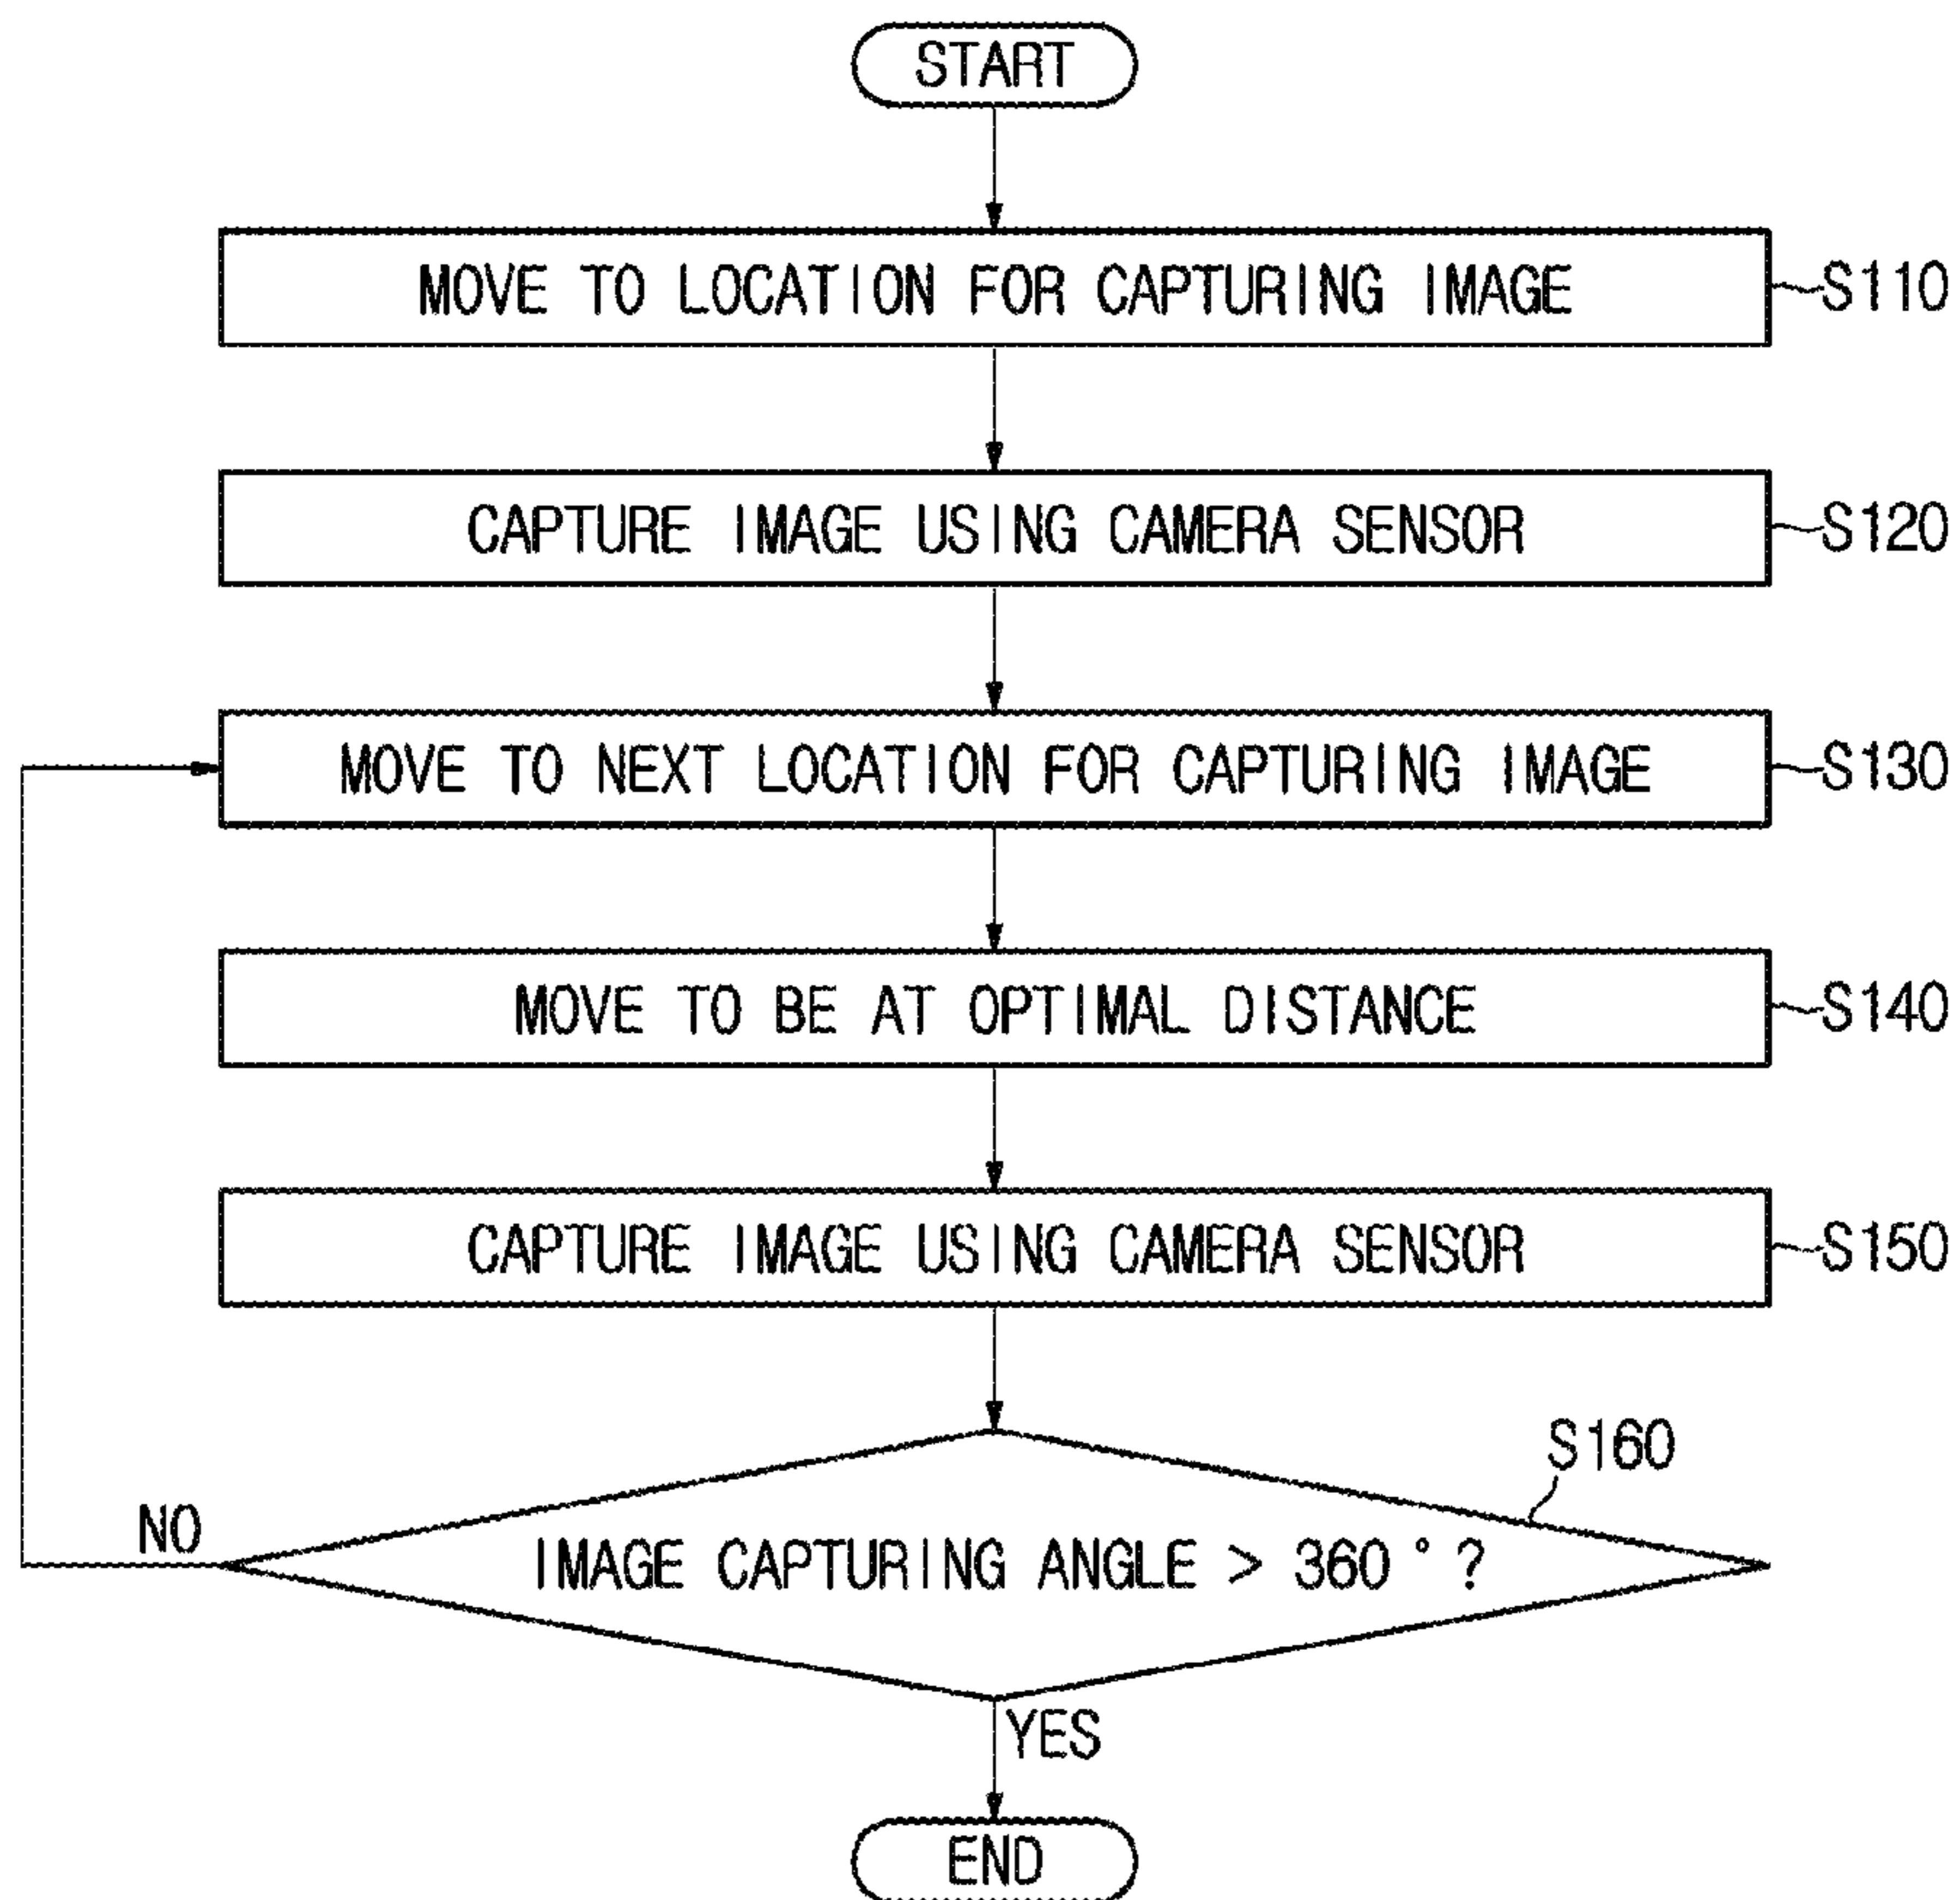 START
MOVE TO LOCATION FOR CAPTURING IMAGE
S110
CAPTURE IMAGE USING CAMERA SENSOR
S120
MOVE TO NEXT LOCATION FOR CAPTURING IMAGE
S130
MOVE TO BE AT OPTIMAL DISTANCE
S140
CAPTURE IMAGE USING CAMERA SENSOR
S150
S160
NO
IMAGE CAPTURING ANGLE > 360°?
YES
END